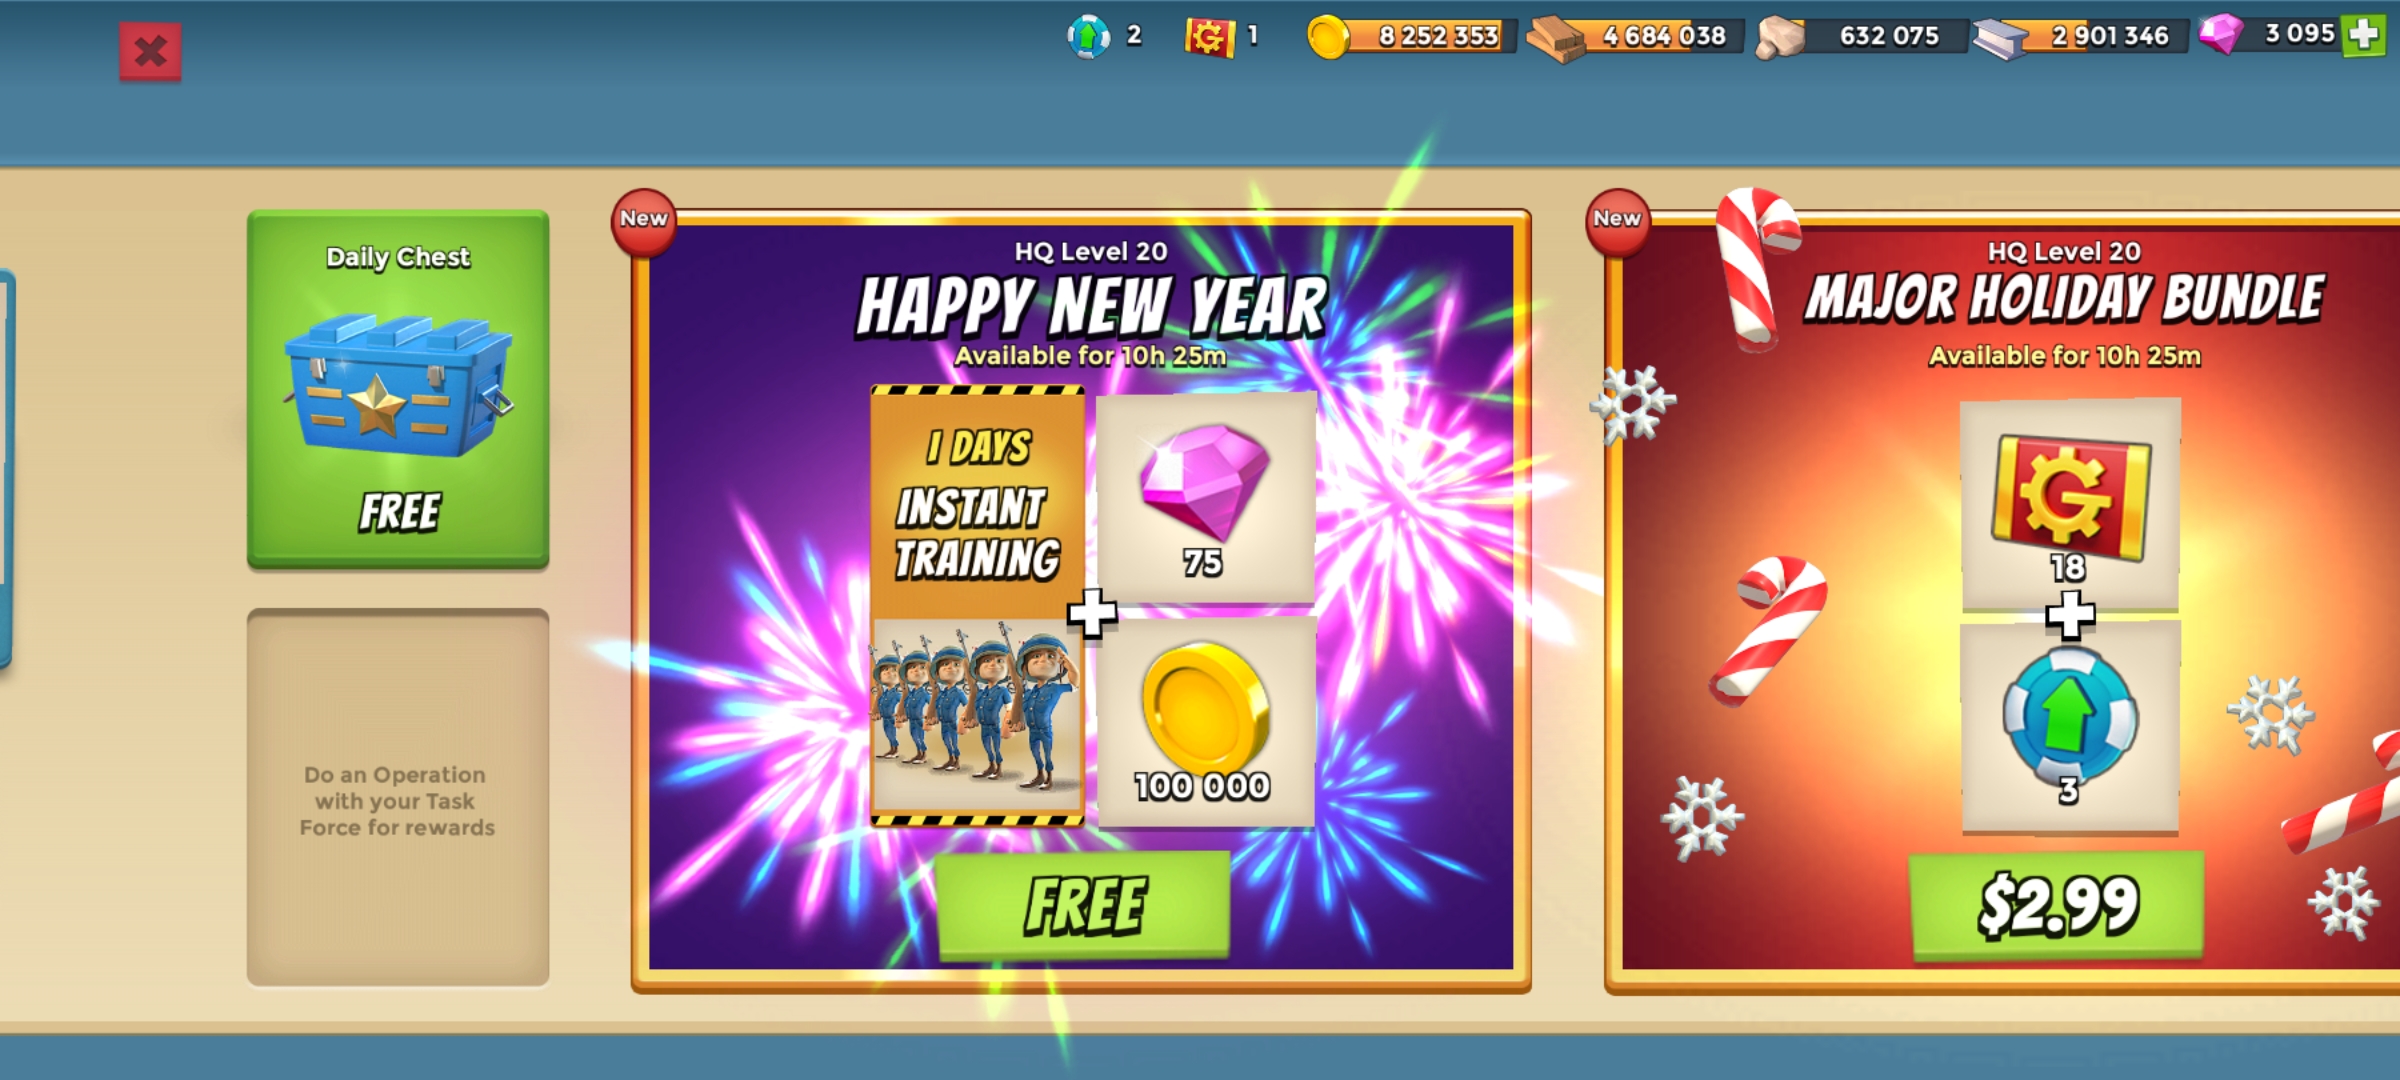 2
1
8 252 353
4 684 038
632 075
2 901 346
3 095
Daily Chest
FREE
Do an Operation
with your Task
Force for rewards
New
HQ Level 20
HAPPY NEW YEAR
Available for 10h 25m
1 DAYS
INSTANT
TRAINING
75
100 000
FREE
New
HQ Level 20
MAJOR HOLIDAY BUNDLE
Available for 10h 25m
G
18
3
$2.99